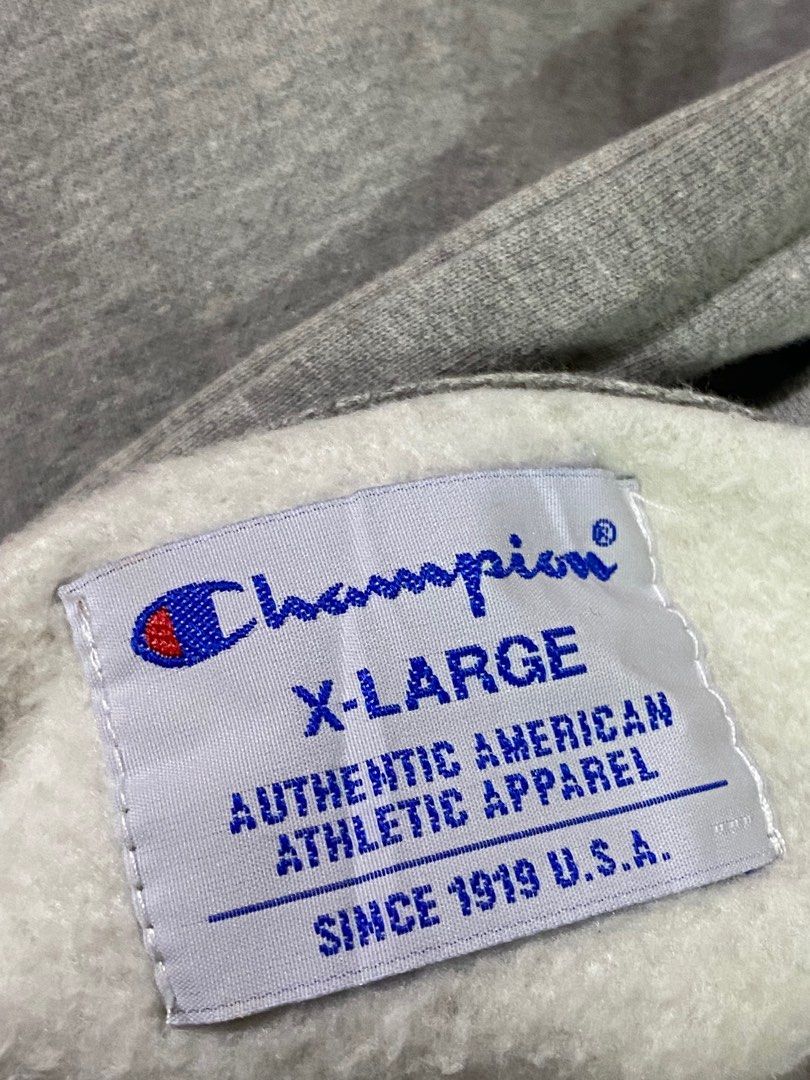 Champion®
X-LARGE
AUTHENTIC AMERICAN
ATHLETIC APPAREL
SINCE 1919 U.S.A.